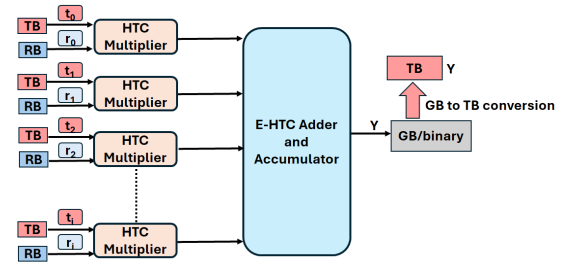 TB t₀
RB r₀
HTC
Multiplier
TB t₁
RB r₁
HTC
Multiplier
TB t₂
RB r₂
HTC
Multiplier
TB tᵢ
RB rᵢ
HTC
Multiplier
E-HTC Adder
and
Accumulator
Y
GB/binary
GB to TB conversion
TB Y